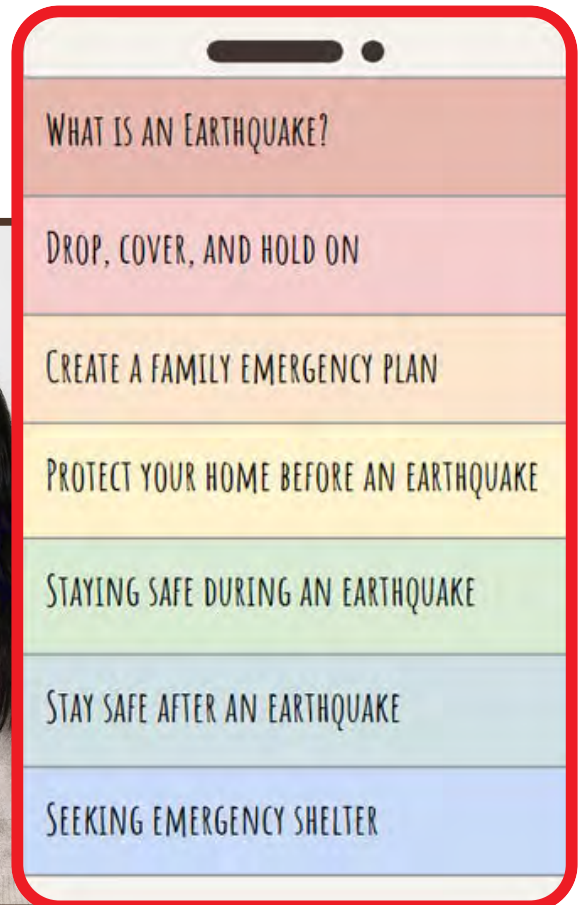 What is an Earthquake?
Drop, cover, and hold on
Create a family emergency plan
Protect your home before an earthquake
Staying safe during an earthquake
Stay safe after an earthquake
Seeking emergency shelter